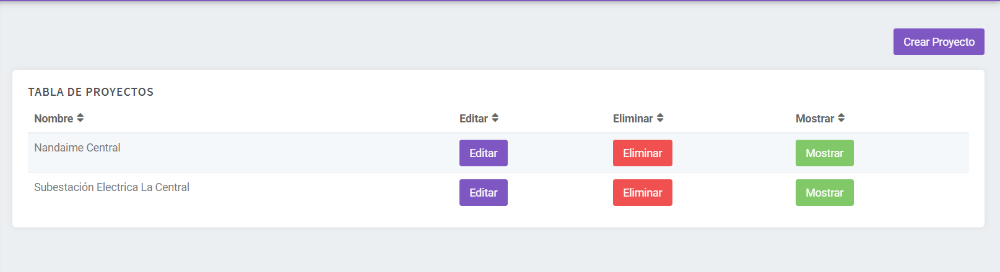 Crear Proyecto
TABLA DE PROYECTOS
Nombre Editar Eliminar Mostrar
Nandaime Central Editar Eliminar Mostrar
Subestación Electrica La Central Editar Eliminar Mostrar